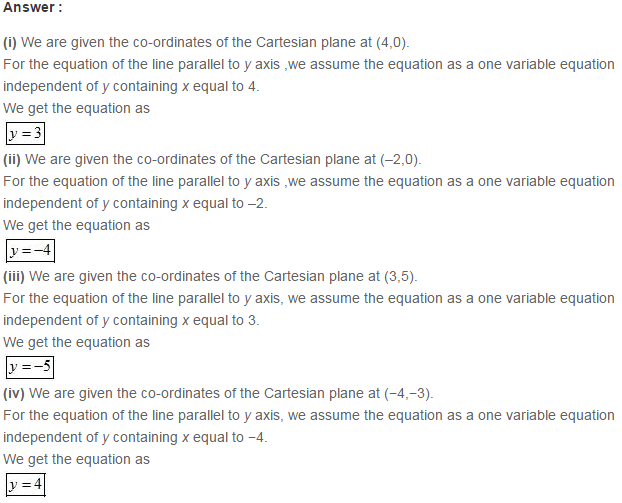 Answer :
(i) We are given the co-ordinates of the Cartesian plane at (4,0).
For the equation of the line parallel to y axis ,we assume the equation as a one variable equation
independent of y containing x equal to 4.
We get the equation as
y = 3
(ii) We are given the co-ordinates of the Cartesian plane at (–2,0).
For the equation of the line parallel to y axis ,we assume the equation as a one variable equation
independent of y containing x equal to –2.
We get the equation as
y = −4
(iii) We are given the co-ordinates of the Cartesian plane at (3,5).
For the equation of the line parallel to y axis, we assume the equation as a one variable equation
independent of y containing x equal to 3.
We get the equation as
y = −5
(iv) We are given the co-ordinates of the Cartesian plane at (−4,−3).
For the equation of the line parallel to y axis, we assume the equation as a one variable equation
independent of y containing x equal to −4.
We get the equation as
y = 4